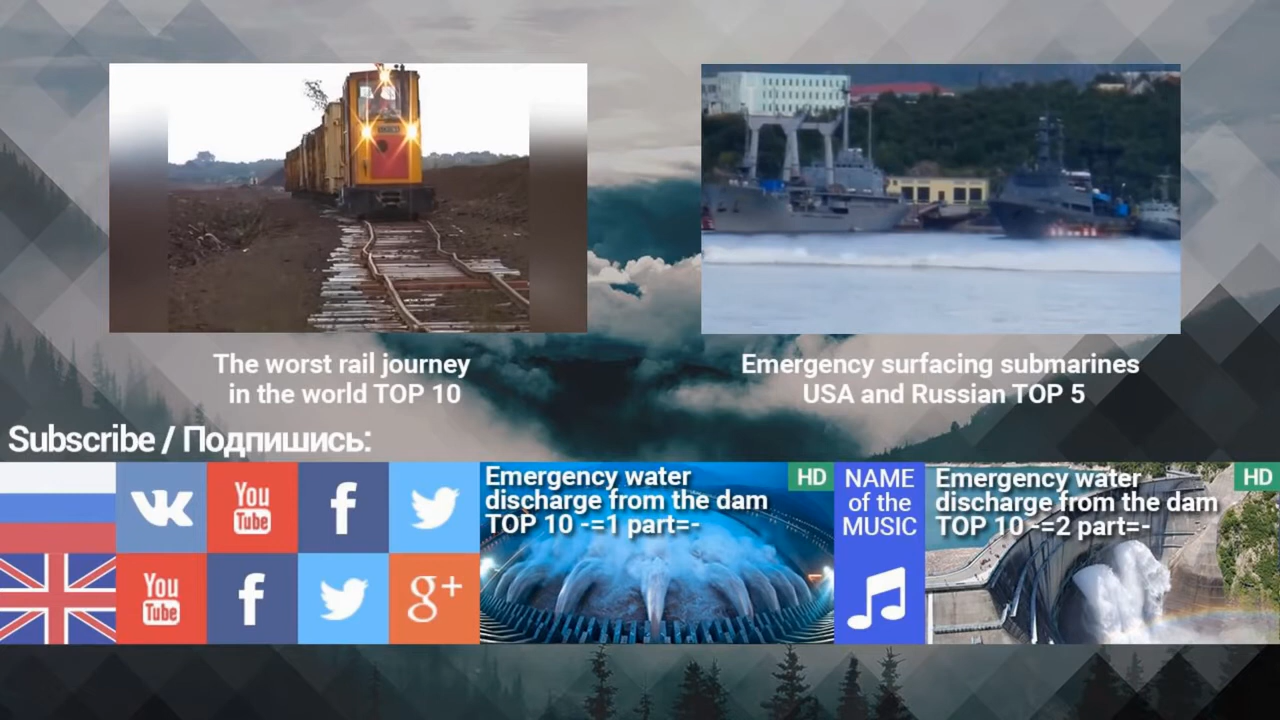 The worst rail journey
in the world TOP 10
Emergency surfacing submarines
USA and Russian TOP 5
Subscribe / Подпишись:
You
Tube
f
You
Tube
f
g+
Emergency water
discharge from the dam
TOP 10 -=1 part=-
HD
NAME
of the
MUSIC
Emergency water
discharge from the dam
TOP 10 -=2 part=-
HD